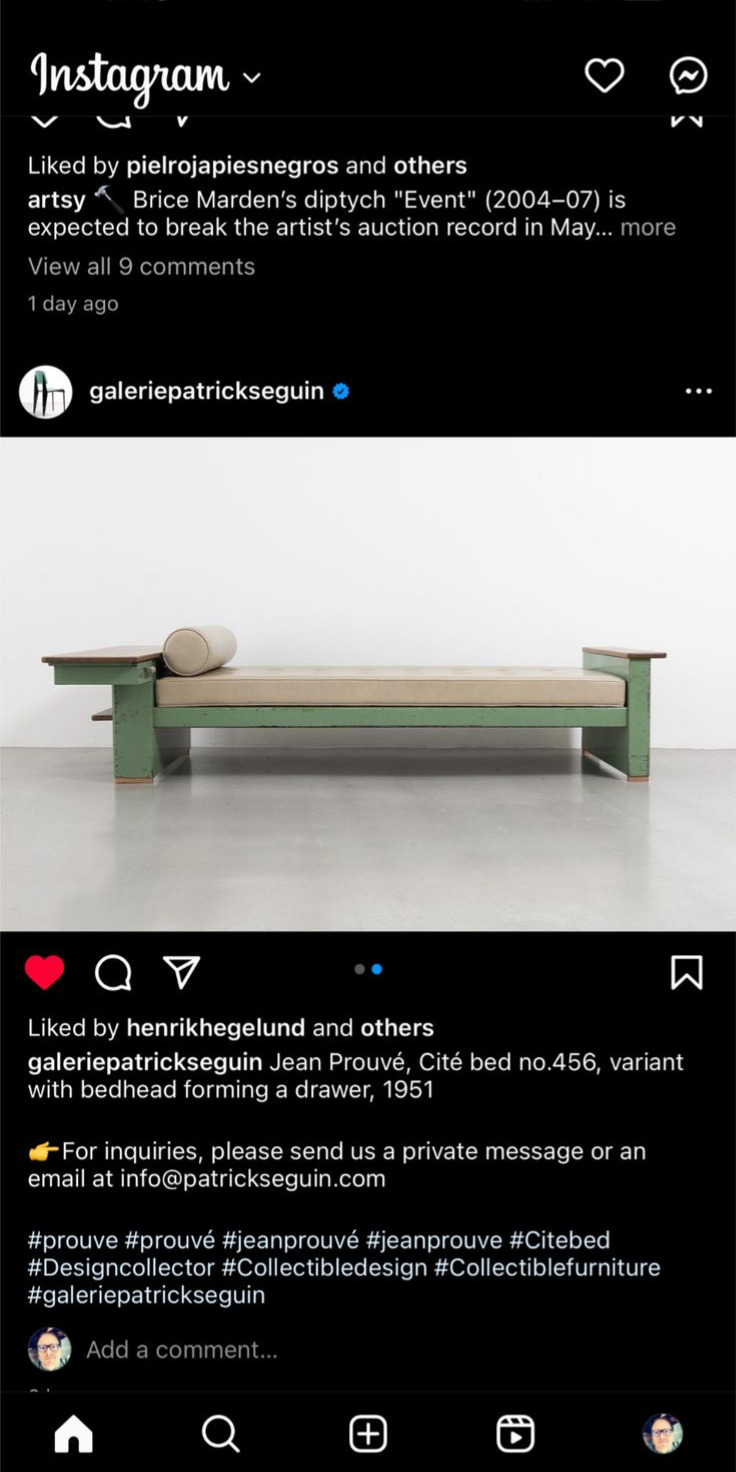 Instagram
Liked by pielrojapiesnegros and others
artsy 🔨 Brice Marden’s diptych "Event" (2004–07) is
expected to break the artist’s auction record in May... more
View all 9 comments
1 day ago
galeriepatrickseguin
Liked by henrikhegelund and others
galeriepatrickseguin Jean Prouvé, Cité bed no.456, variant
with bedhead forming a drawer, 1951
👉For inquiries, please send us a private message or an
email at info@patrickseguin.com
#prouve #prouvé #jeanprouvé #jeanprouve #Citebed
#Designcollector #Collectibledesign #Collectiblefurniture
#galeriepatrickseguin
Add a comment...